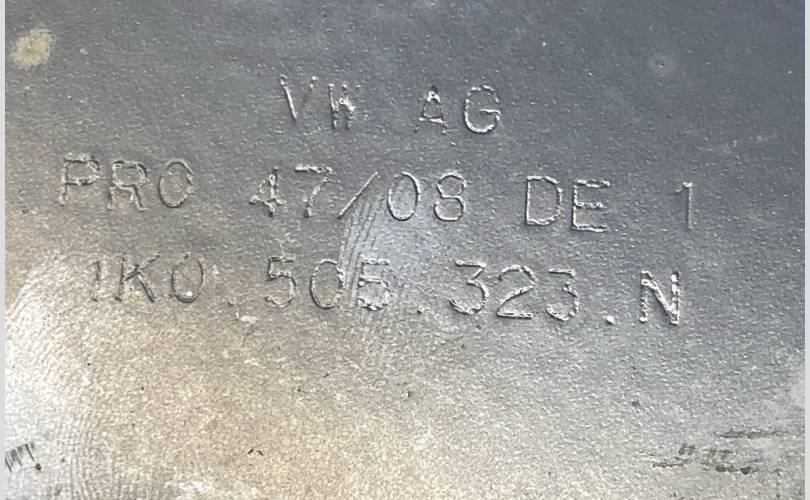 VW AG
PRO 47/08 DE 1
1K0.505.323.N